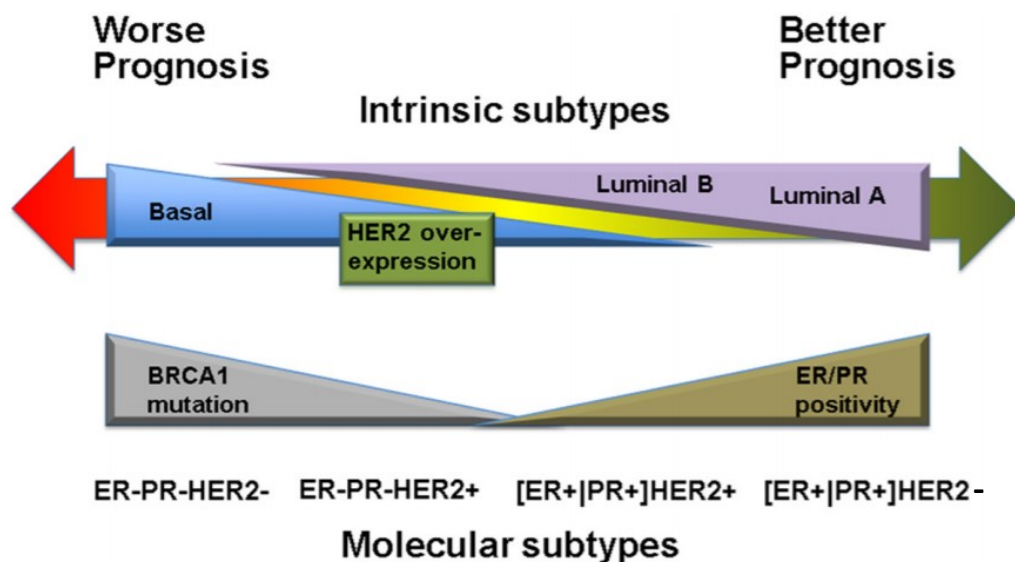 Worse
Prognosis
Better
Prognosis
Intrinsic subtypes
Basal
HER2 over-
expression
Luminal B
Luminal A
BRCA1
mutation
ER/PR
positivity
ER-PR-HER2-
ER-PR-HER2+
[ER+|PR+]HER2+
[ER+|PR+]HER2-
Molecular subtypes